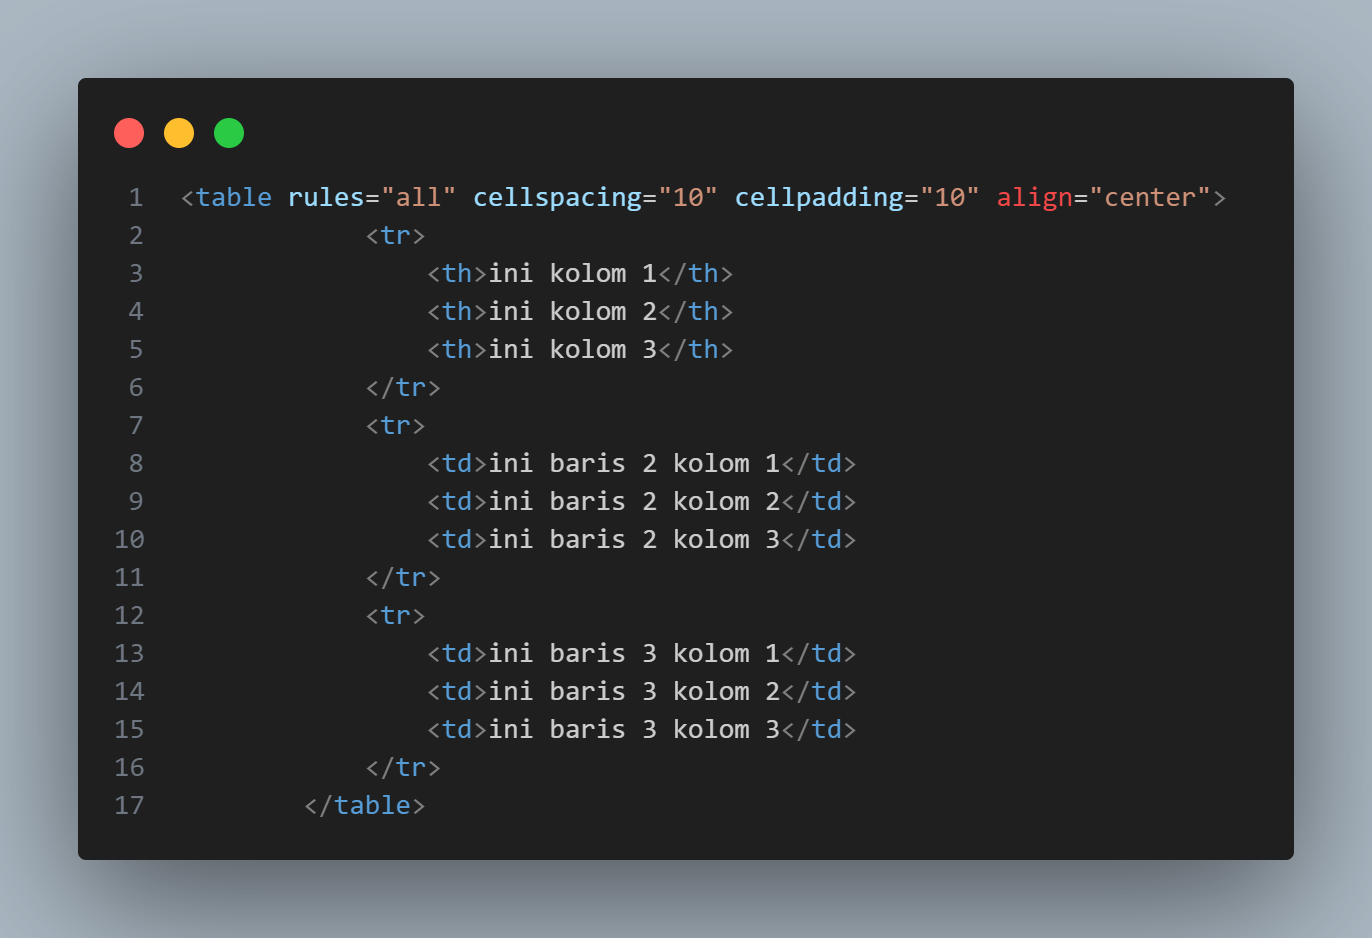 1 <table rules="all" cellspacing="10" cellpadding="10" align="center">
2 <tr>
3 <th>ini kolom 1</th>
4 <th>ini kolom 2</th>
5 <th>ini kolom 3</th>
6 </tr>
7 <tr>
8 <td>ini baris 2 kolom 1</td>
9 <td>ini baris 2 kolom 2</td>
10 <td>ini baris 2 kolom 3</td>
11 </tr>
12 <tr>
13 <td>ini baris 3 kolom 1</td>
14 <td>ini baris 3 kolom 2</td>
15 <td>ini baris 3 kolom 3</td>
16 </tr>
17 </table>